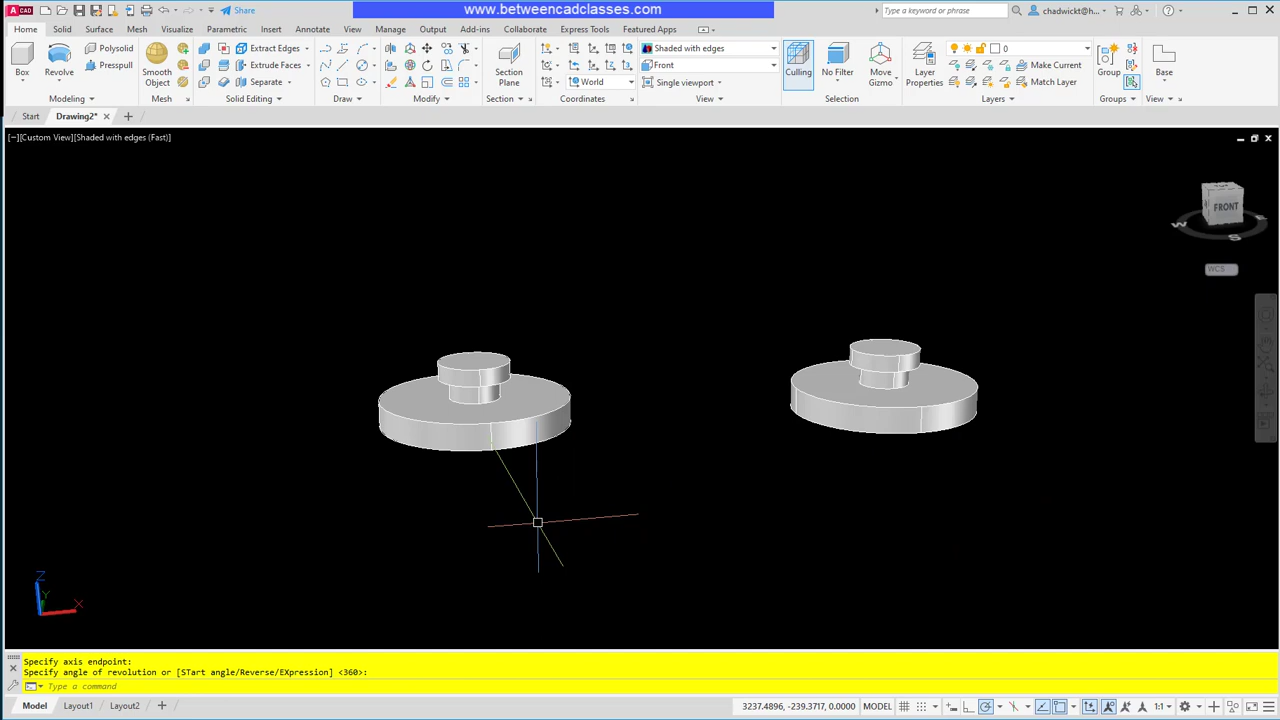 www.betweencadclasses.com
A CAD Share Type a keyword or phrase chadwickt@h...
Home Solid Surface Mesh Visualize Parametric Insert Annotate View Manage Output Add-ins Collaborate Express Tools Featured Apps
Box Revolve Polysolid Presspull Smooth Object Extract Edges Extrude Faces Separate Section Plane World Shaded with edges Front Single viewport Culling No Filter Move Gizmo Layer Properties 0 Make Current Match Layer Group Base
Modeling Mesh Solid Editing Draw Modify Section Coordinates View Selection Layers Groups View
Start Drawing2*
[−][Custom View][Shaded with edges (Fast)]
FRONT
W S E
WCS
Z
Y X
Specify axis endpoint:
Specify angle of revolution or [STart angle/Reverse/EXpression] <360>:
Type a command
Model Layout1 Layout2 3237.4896, -239.3717, 0.0000 MODEL 1:1